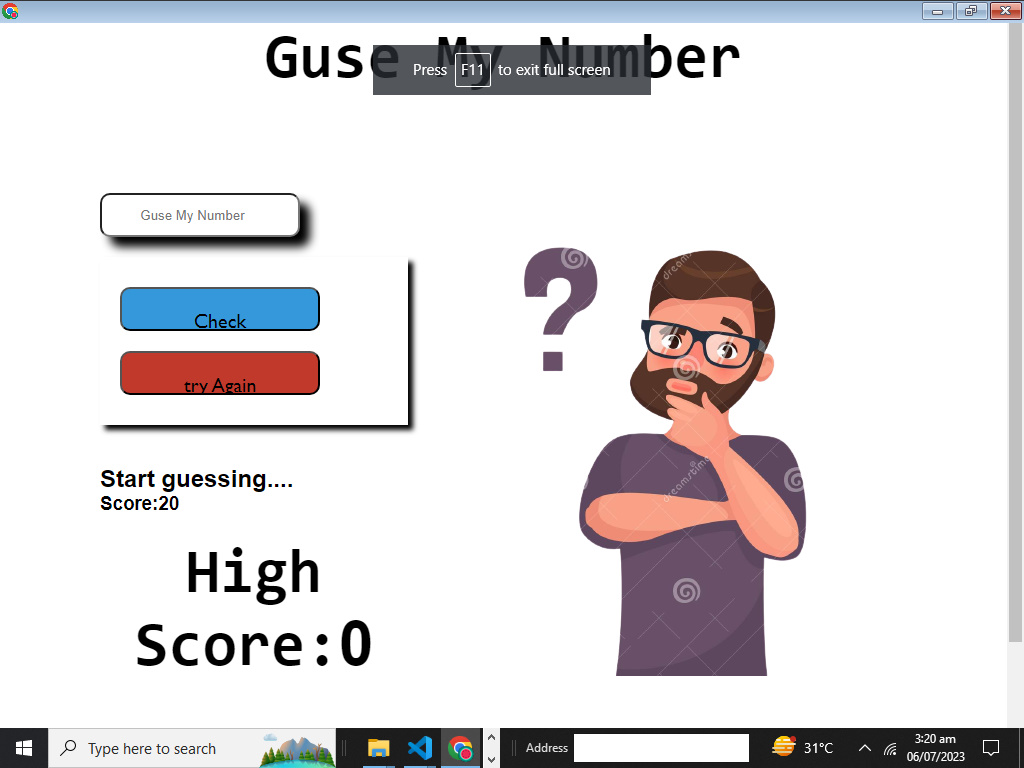 Guse My Number
Press F11 to exit full screen
Guse My Number
Check
try Again
Start guessing....
Score:20
High
Score:0
dreamstime
Type here to search
Address
31°C
3:20 am
06/07/2023